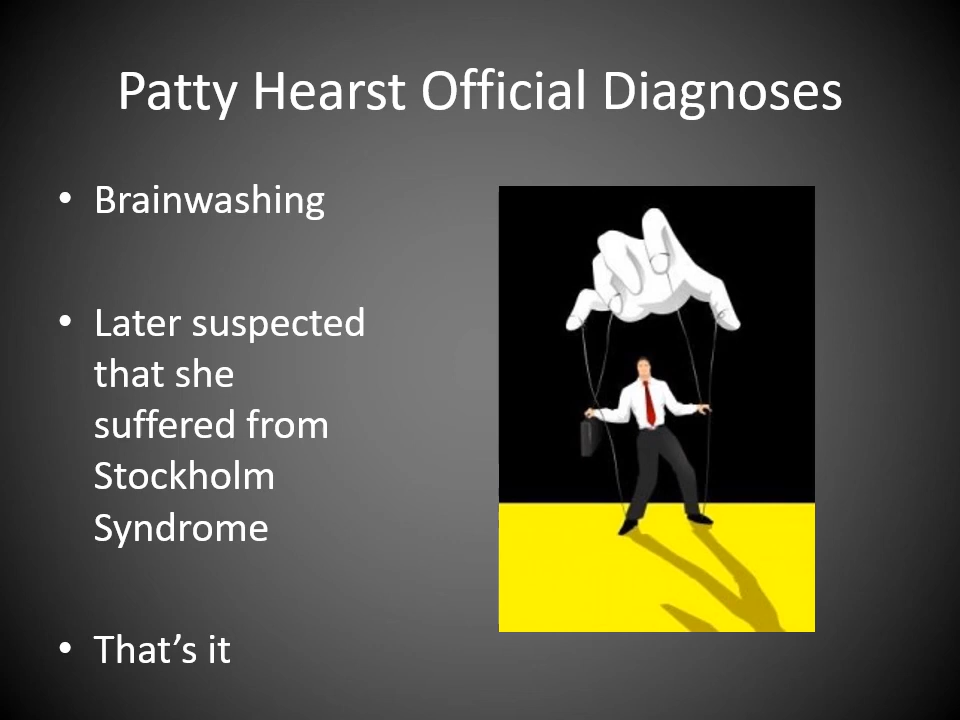 Patty Hearst Official Diagnoses
• Brainwashing
• Later suspected
that she
suffered from
Stockholm
Syndrome
• That’s it